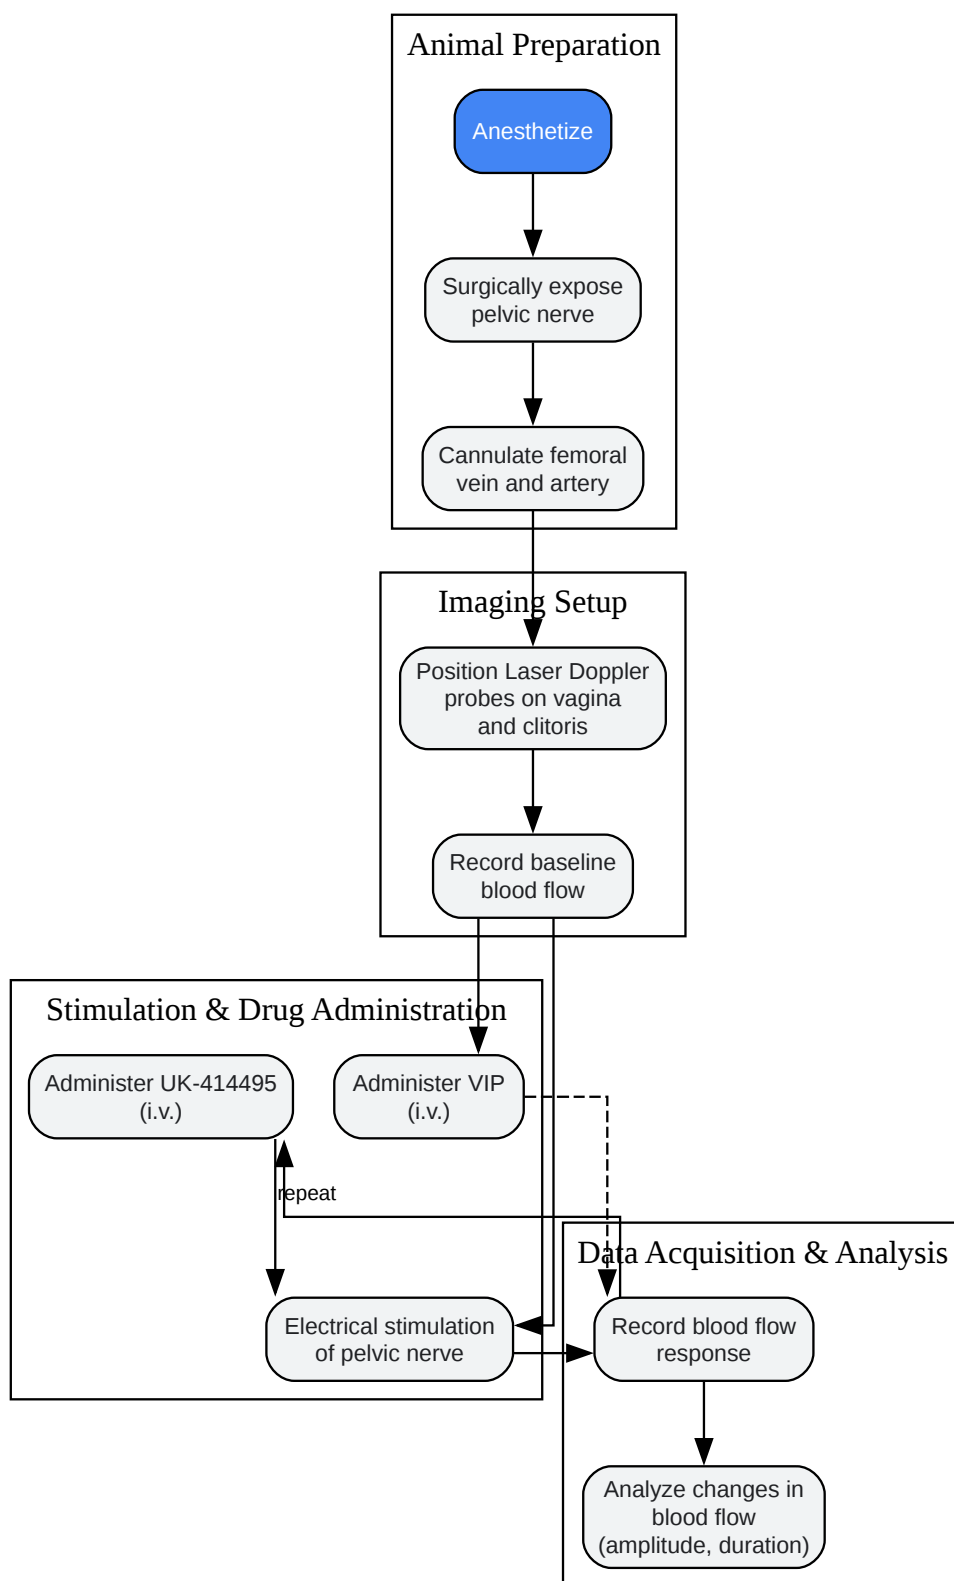 Animal Preparation
Anesthetize
Surgically expose
pelvic nerve
Cannulate femoral
vein and artery
Imaging Setup
Position Laser Doppler
probes on vagina
and clitoris
Record baseline
blood flow
Stimulation & Drug Administration
Administer UK-414495
(i.v.)
Administer VIP
(i.v.)
repeat
Data Acquisition & Analysis
Electrical stimulation
of pelvic nerve
Record blood flow
response
Analyze changes in
blood flow
(amplitude, duration)